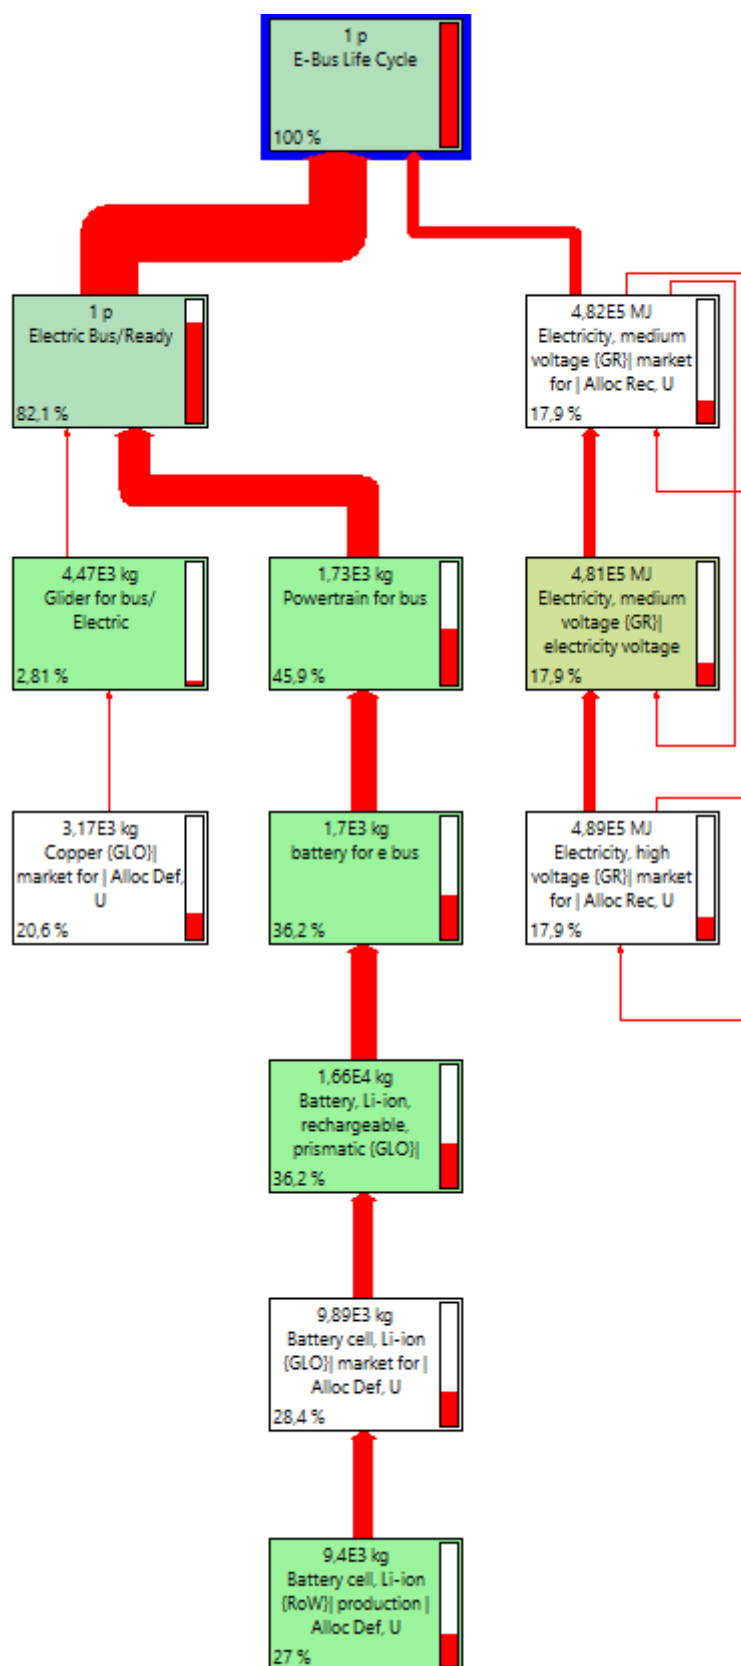 1 p
E-Bus Life Cycle
100 %
1 p
Electric Bus/Ready
82,1 %
4,82E5 MJ
Electricity, medium
voltage {GR}| market
for | Alloc Rec, U
17,9 %
4,47E3 kg
Glider for bus/
Electric
2,81 %
1,73E3 kg
Powertrain for bus
45,9 %
4,81E5 MJ
Electricity, medium
voltage {GR}|
electricity voltage
17,9 %
3,17E3 kg
Copper {GLO}|
market for | Alloc Def,
U
20,6 %
1,7E3 kg
battery for e bus
36,2 %
4,89E5 MJ
Electricity, high
voltage {GR}| market
for | Alloc Rec, U
17,9 %
1,66E4 kg
Battery, Li-ion,
rechargeable,
prismatic {GLO}|
36,2 %
9,89E3 kg
Battery cell, Li-ion
{GLO}| market for |
Alloc Def, U
28,4 %
9,4E3 kg
Battery cell, Li-ion
{RoW}| production |
Alloc Def, U
27 %